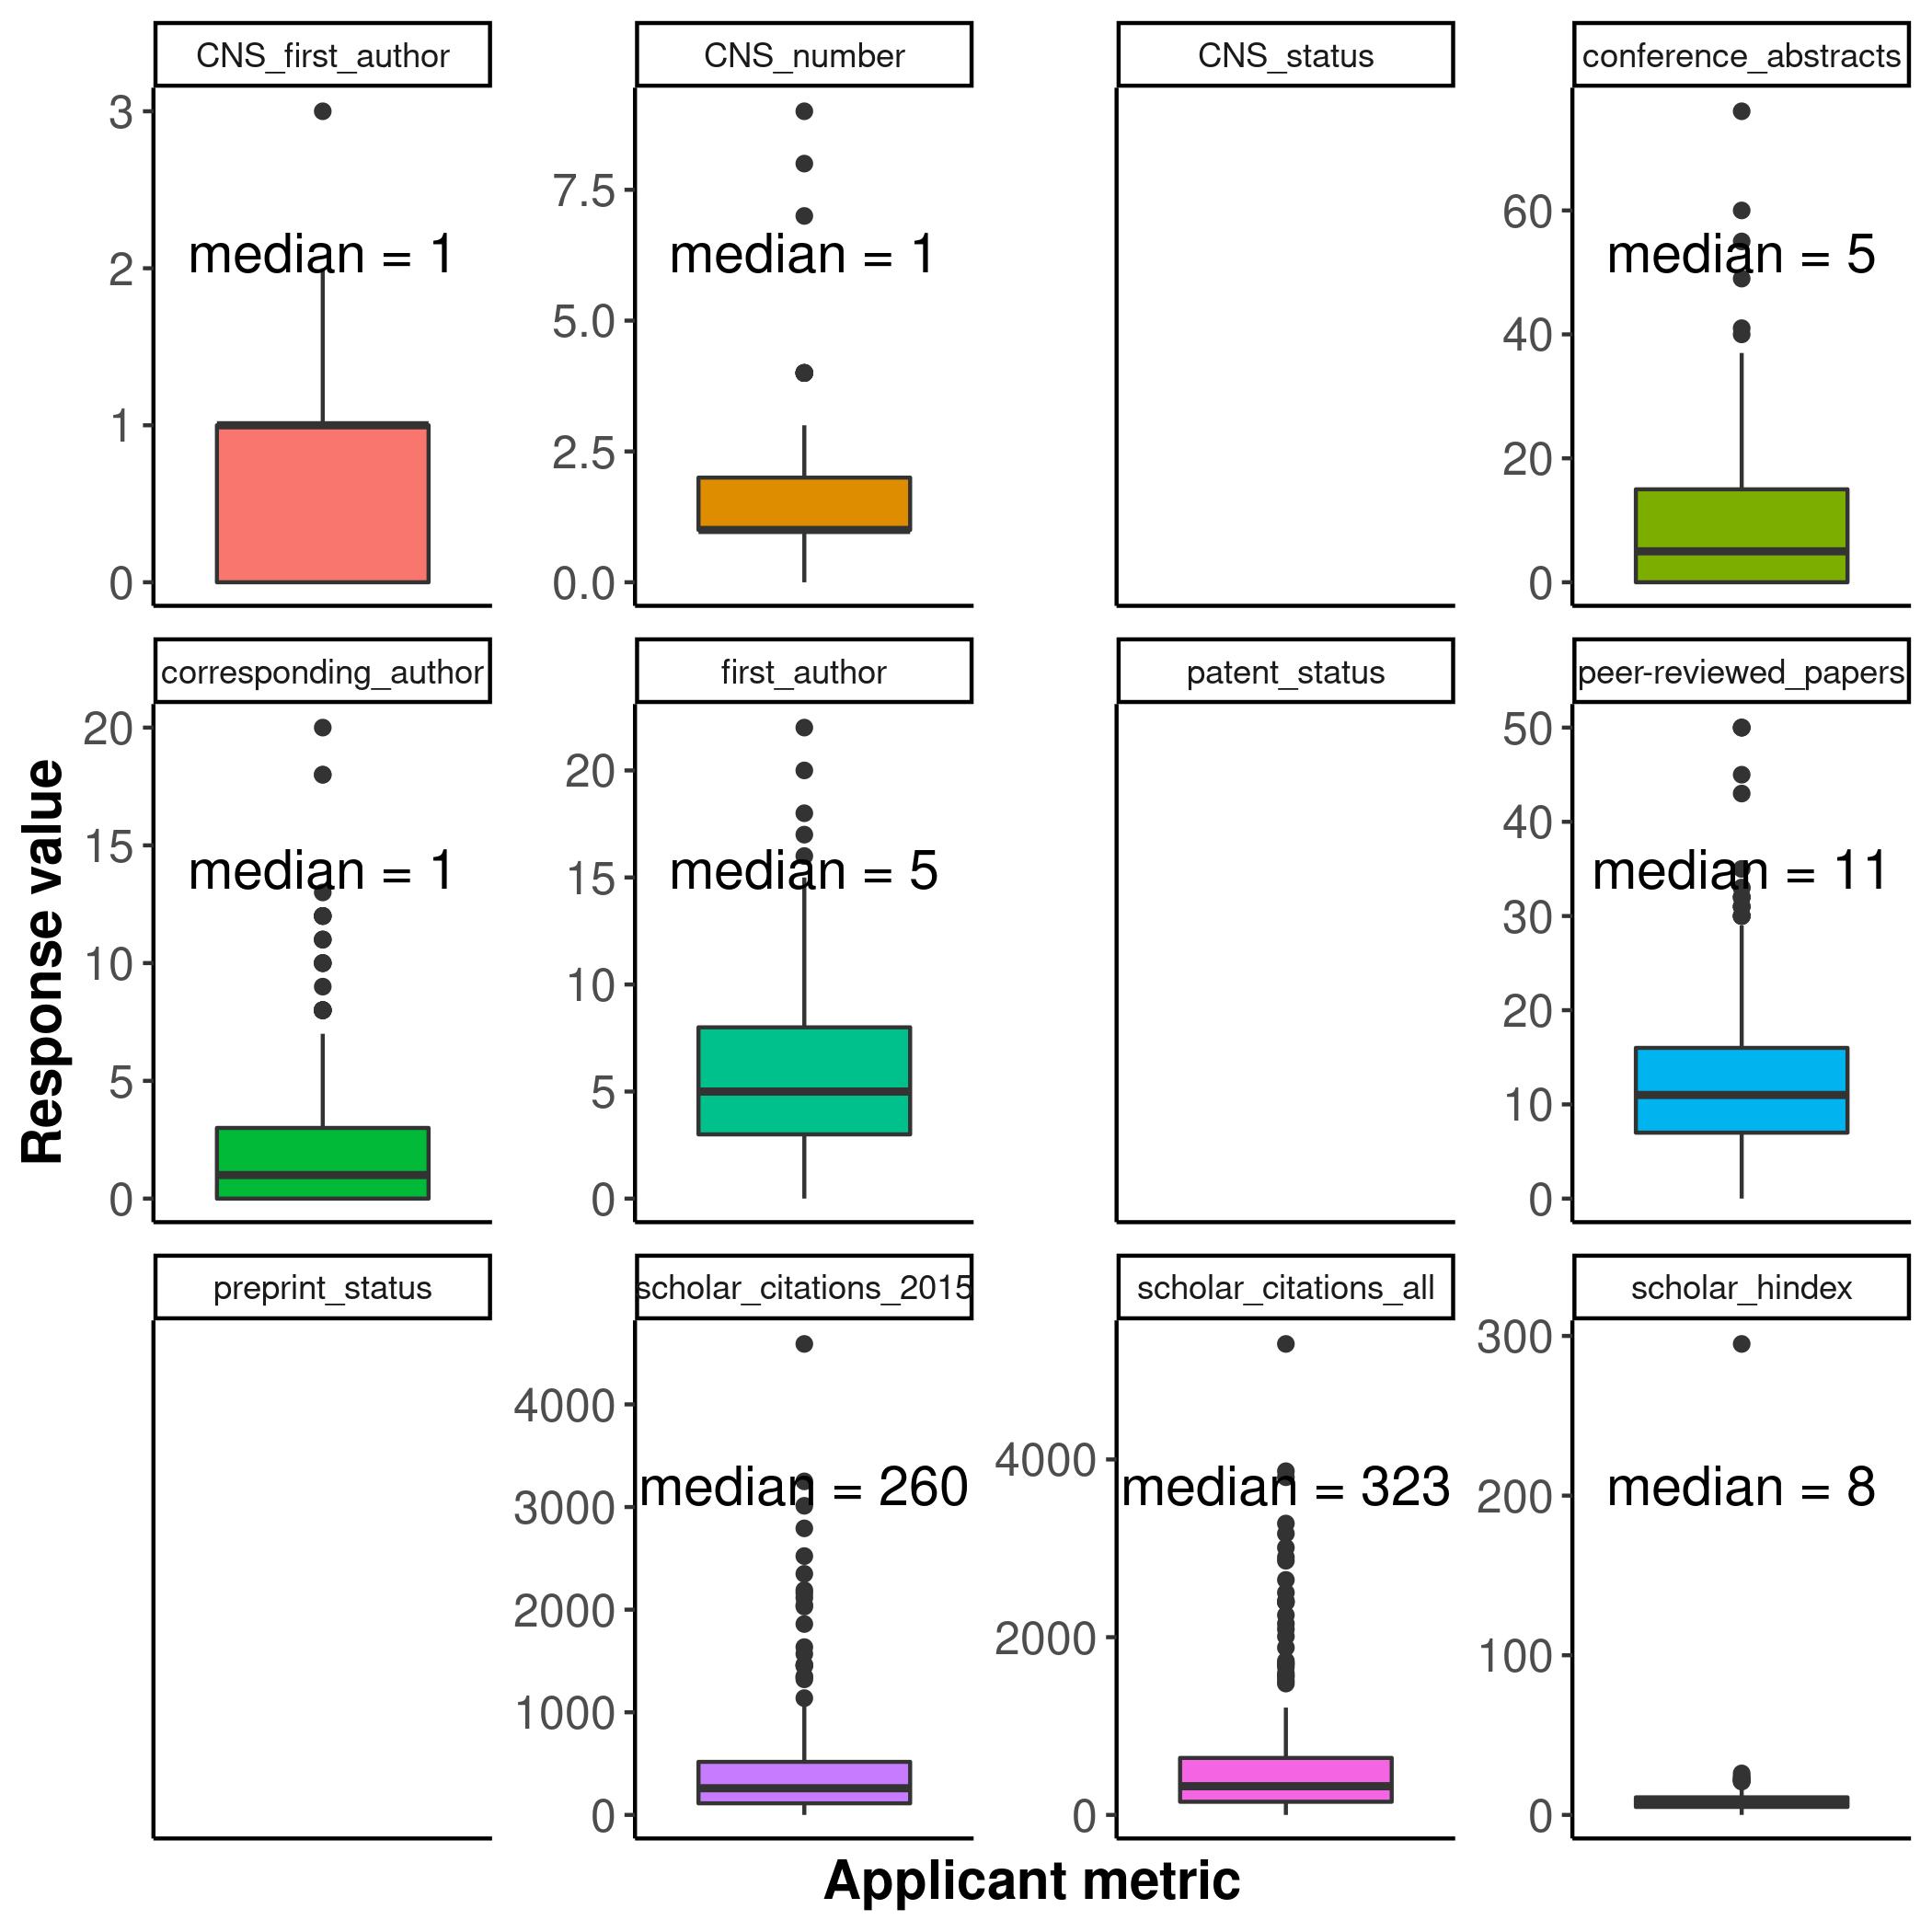 CNS_first_author
CNS_number
CNS_status
conference_abstracts
3
2
1
0
median = 1
7.5
5.0
2.5
0.0
median = 1
60
40
20
0
median = 5
corresponding_author
first_author
patent_status
peer-reviewed_papers
Response value
20
15
10
5
0
median = 1
20
15
10
5
0
median = 5
50
40
30
20
10
0
median = 11
preprint_status
scholar_citations_2015
scholar_citations_all
scholar_hindex
4000
3000
2000
1000
0
median = 260
4000
2000
0
median = 323
300
200
100
0
median = 8
Applicant metric